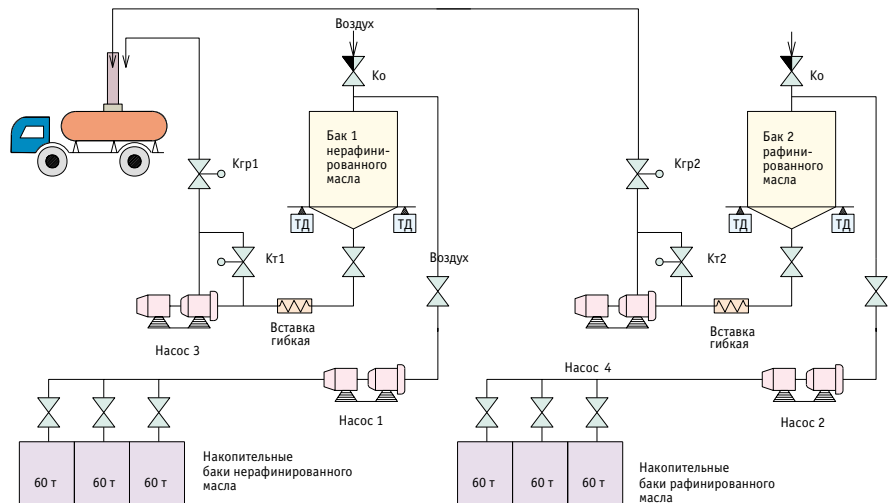 Воздух
Ко
Бак 1
нерафини-
рованного
масла
Кгр1
ТД
ТД
Кт1
Воздух
Вставка
гибкая
Насос 3
Насос 1
60 т
60 т
60 т
Накопительные
баки нерафинированного
масла
Ко
Бак 2
рафини-
рованного
масла
Кгр2
ТД
ТД
Кт2
Вставка
гибкая
Насос 4
Насос 2
60 т
60 т
60 т
Накопительные
баки рафинированного
масла